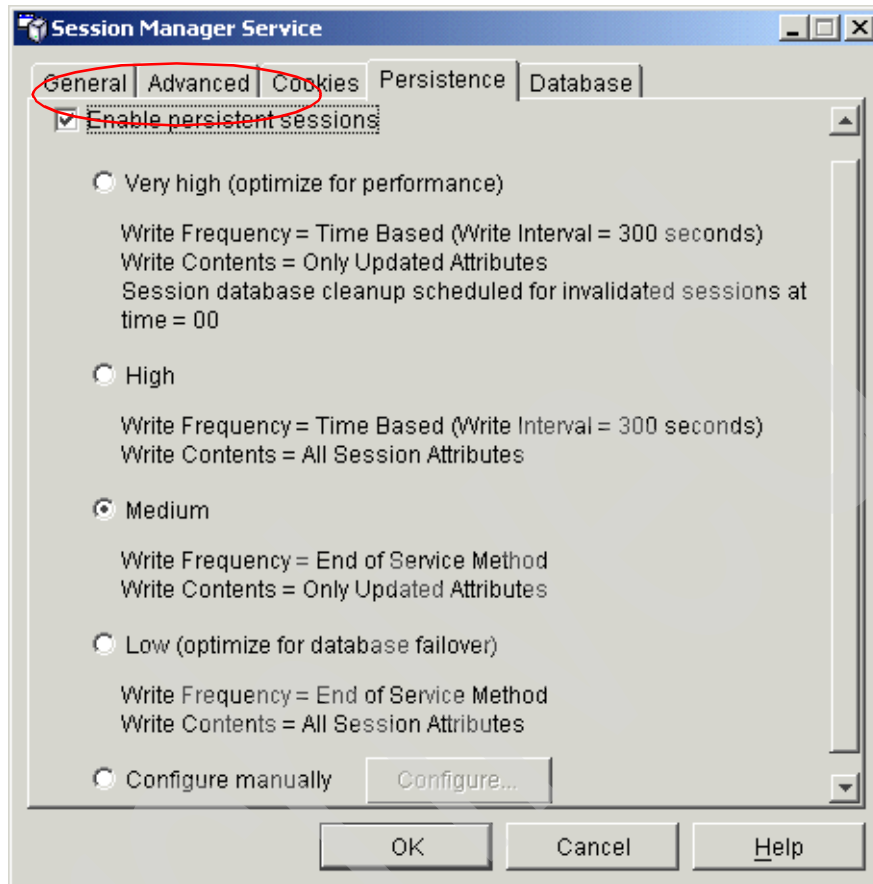 Session Manager Service
General Advanced Cookies Persistence Database
Enable persistent sessions
Very high (optimize for performance)
Write Frequency = Time Based (Write Interval = 300 seconds)
Write Contents = Only Updated Attributes
Session database cleanup scheduled for invalidated sessions at
time = 00
High
Write Frequency = Time Based (Write Interval = 300 seconds)
Write Contents = All Session Attributes
Medium
Write Frequency = End of Service Method
Write Contents = Only Updated Attributes
Low (optimize for database failover)
Write Frequency = End of Service Method
Write Contents = All Session Attributes
Configure manually Configure...
OK Cancel Help